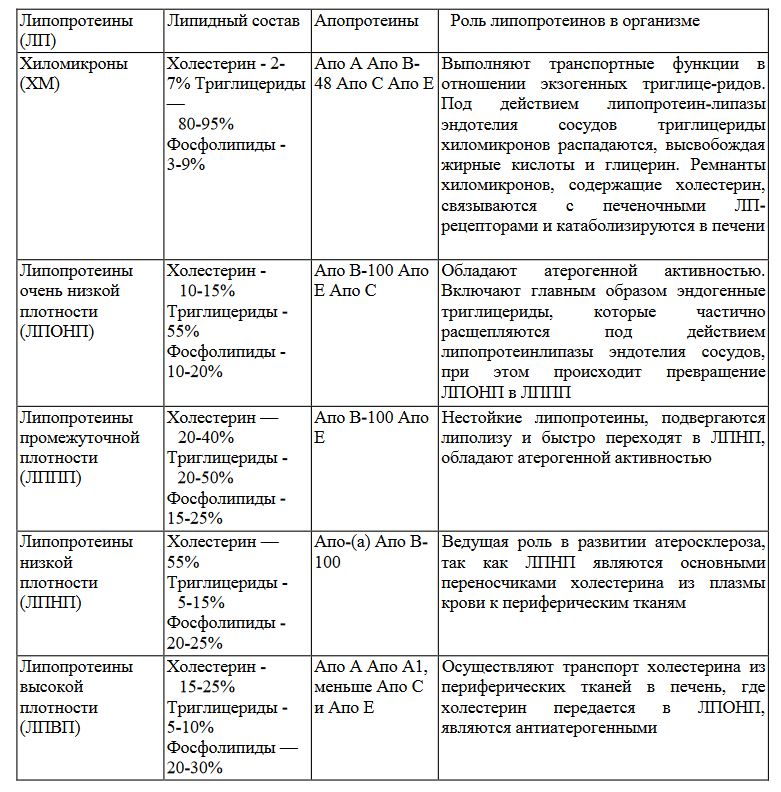 Липопротеины
(ЛП)
Липидный состав
Апопротеины
Роль липопротеинов в организме
Хиломикроны
(ХМ)
Холестерин - 2-
7% Триглицериды
—
80-95%
Фосфолипиды -
3-9%
Апо А Апо В-
48 Апо С Апо Е
Выполняют транспортные функции в
отношении экзогенных триглице-ридов.
Под действием липопротеин-липазы
эндотелия сосудов триглицериды
хиломикронов распадаются, высвобождая
жирные кислоты и глицерин. Ремнанты
хиломикронов, содержащие холестерин,
связываются с печеночными ЛП-
рецепторами и катаболизируются в печени
Липопротеины
очень низкой
плотности
(ЛПОНП)
Холестерин -
10-15%
Триглицериды -
55%
Фосфолипиды -
10-20%
Апо В-100 Апо
Е Апо С
Обладают атерогенной активностью.
Включают главным образом эндогенные
триглицериды, которые частично
расщепляются под действием
липопротеинлипазы эндотелия сосудов,
при этом происходит превращение
ЛПОНП в ЛППП
Липопротеины
промежуточной
плотности
(ЛППП)
Холестерин —
20-40%
Триглицериды -
20-50%
Фосфолипиды -
15-25%
Апо В-100 Апо
Е
Нестойкие липопротеины, подвергаются
липолизу и быстро переходят в ЛПНП,
обладают атерогенной активностью
Липопротеины
низкой
плотности
(ЛПНП)
Холестерин —
55%
Триглицериды -
5-15%
Фосфолипиды -
20-25%
Апо-(а) Апо В-
100
Ведущая роль в развитии атеросклероза,
так как ЛПНП являются основными
переносчиками холестерина из плазмы
крови к периферическим тканям
Липопротеины
высокой
плотности
(ЛПВП)
Холестерин -
15-25%
Триглицериды -
5-10%
Фосфолипиды —
20-30%
Апо А Апо А1,
меньше Апо С
и Апо Е
Осуществляют транспорт холестерина из
периферических тканей в печень, где
холестерин передается в ЛПОНП,
являются антиатерогенными